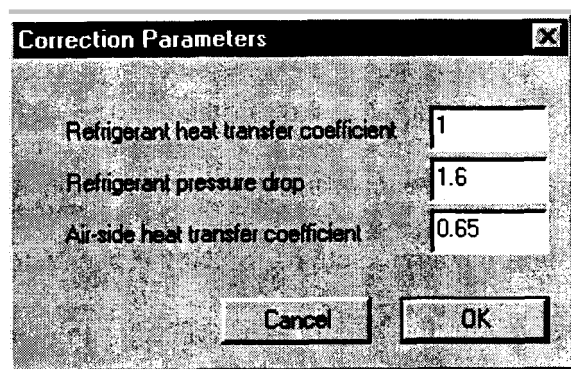 Correction Parameters
Refrigerant heat transfer coefficient 1
Refrigerant pressure drop 1.6
Air-side heat transfer coefficient 0.65
Cancel OK